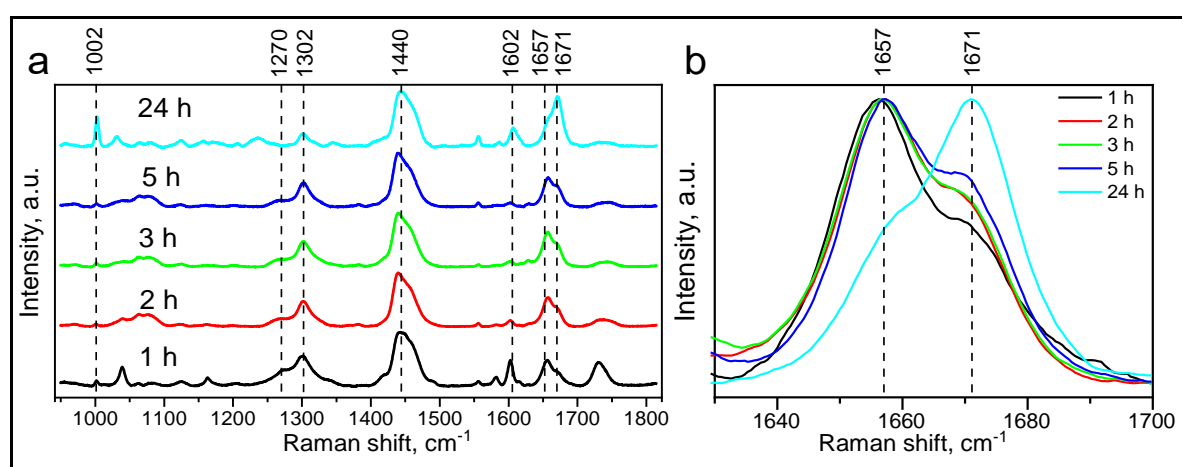 a
1002
1270
1302
1440
1602
1657
1671
24 h
5 h
3 h
2 h
1 h
Intensity, a.u.
1000 1100 1200 1300 1400 1500 1600 1700 1800
Raman shift, cm⁻¹
b
1657
1671
1 h
2 h
3 h
5 h
24 h
Intensity, a.u.
1640 1660 1680 1700
Raman shift, cm⁻¹